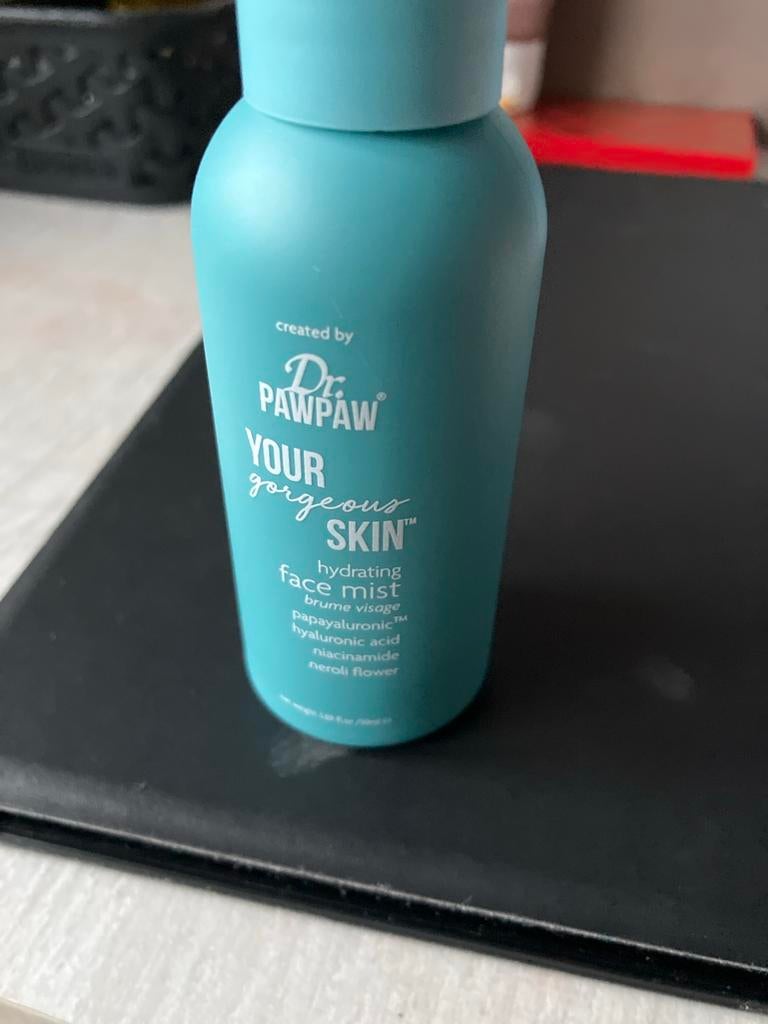 created by
Dr.
PAWPAW®
YOUR
gorgeous
SKIN™
hydrating
face mist
brume visage
papayaluronic™
hyaluronic acid
niacinamide
neroli flower